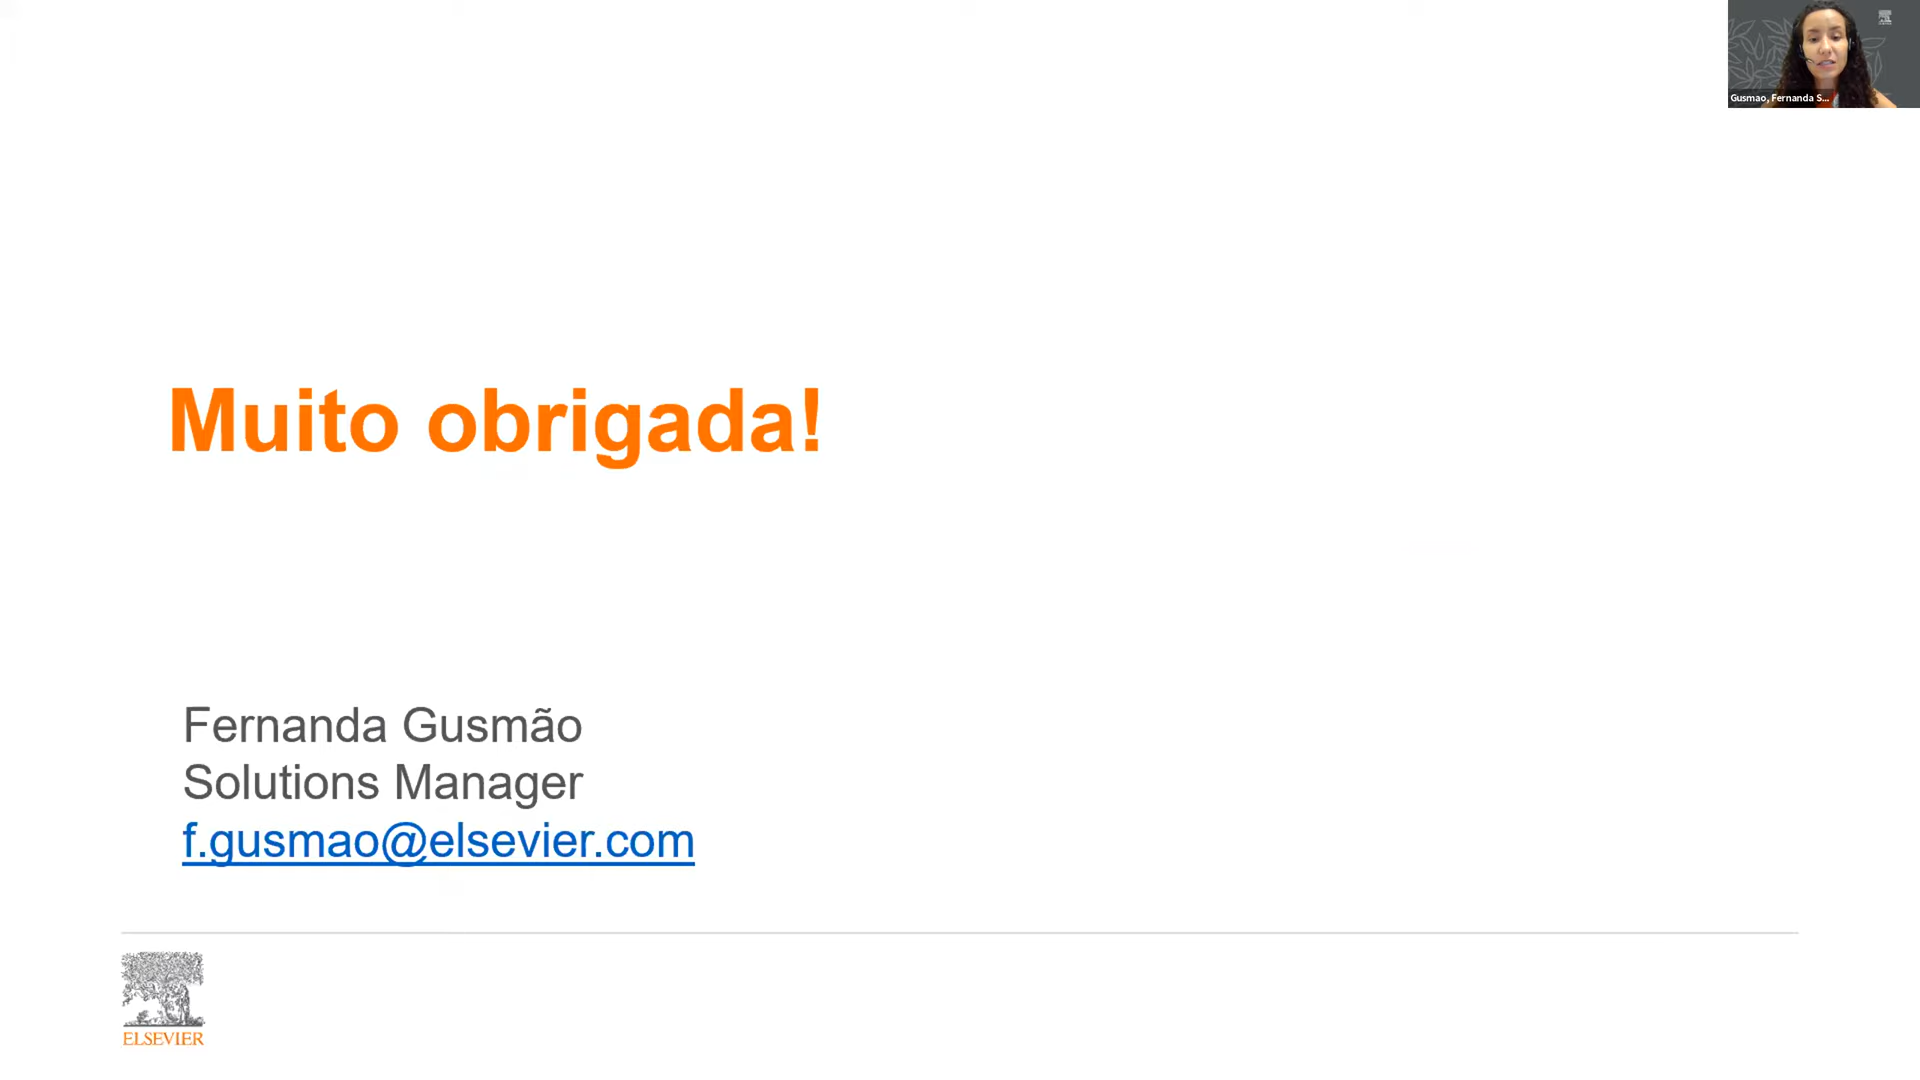 Gusmao, Fernanda S...
Muito obrigada!
Fernanda Gusmão
Solutions Manager
f.gusmao@elsevier.com
ELSEVIER